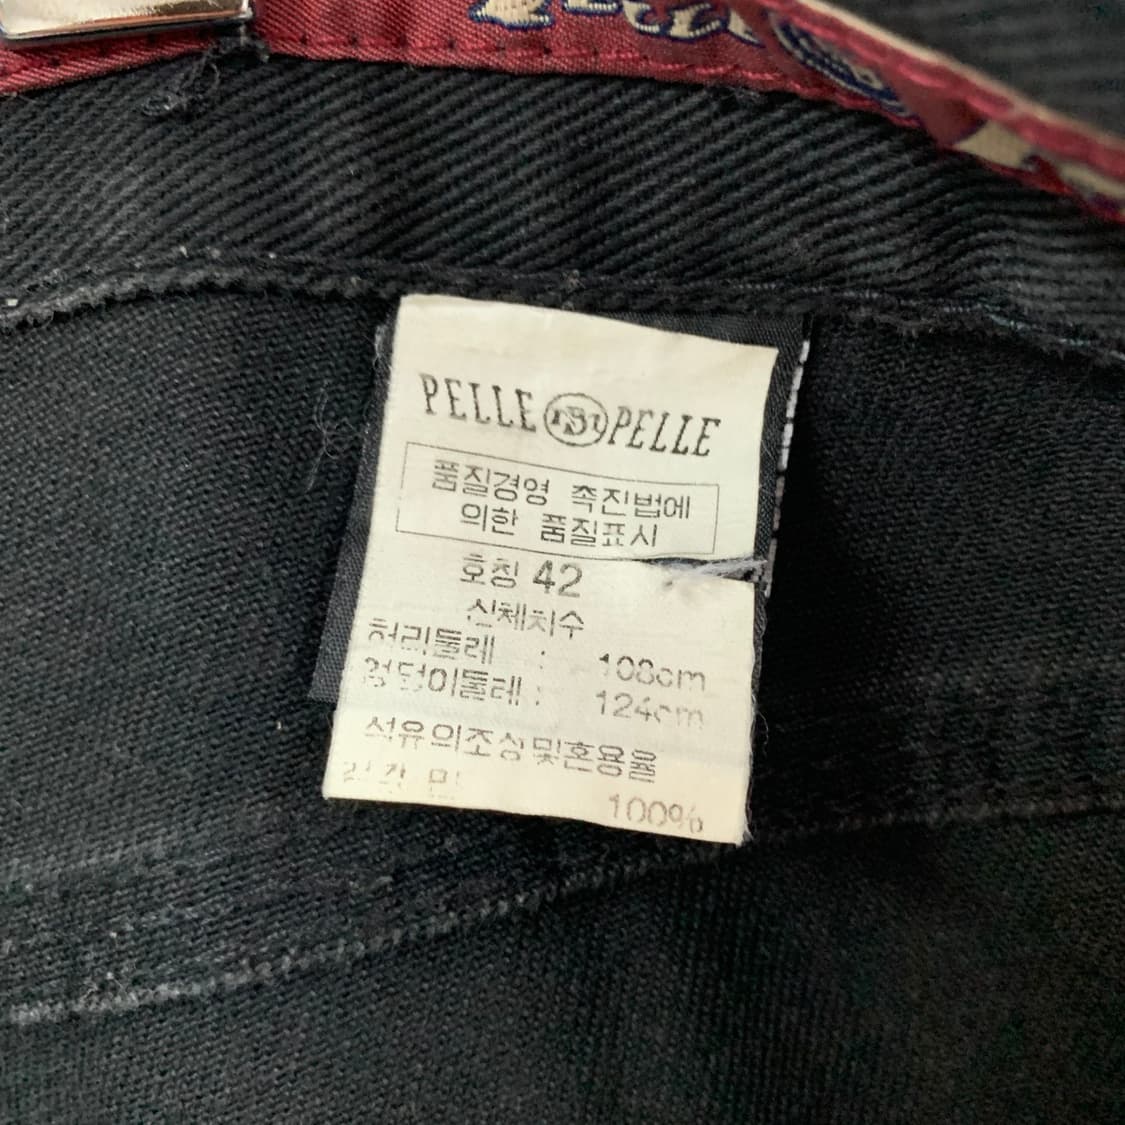 PELLE PELLE
품질경영 촉진법에
의한 품질표시
호칭 42
신체치수
허리둘레 : 108cm
엉덩이둘레 : 124cm
섬유의조성및혼용율
100%